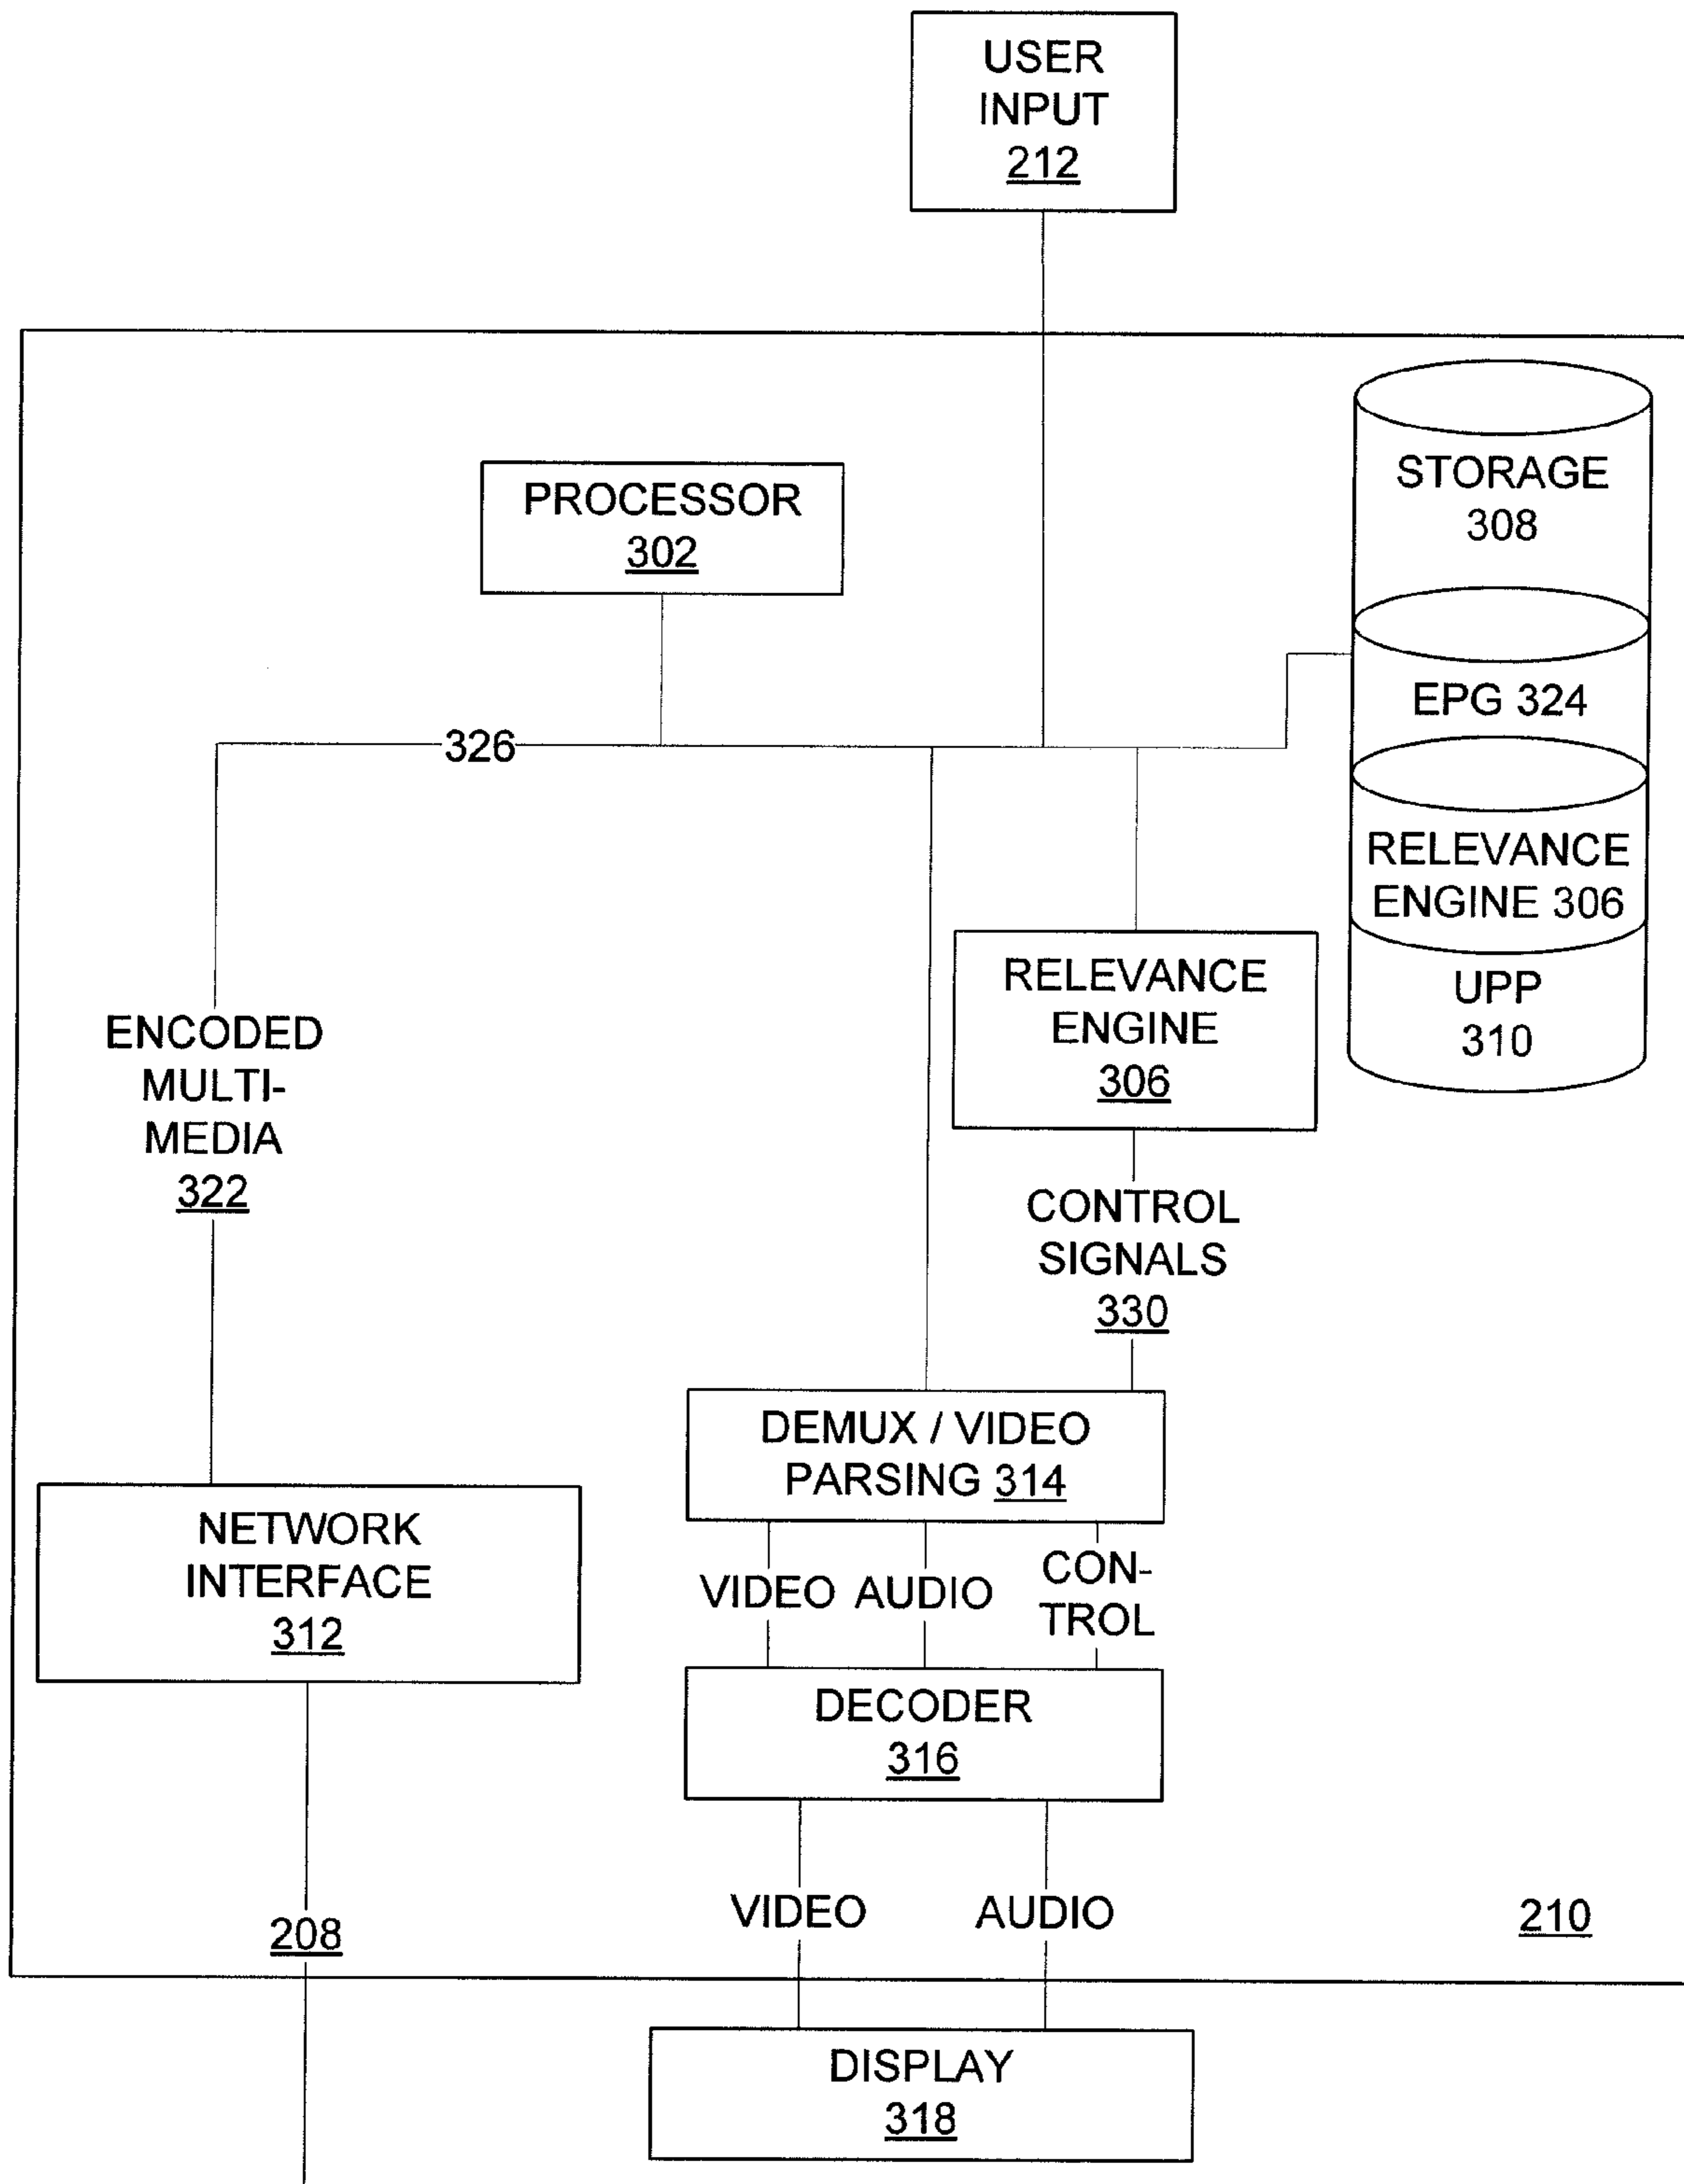 USER
INPUT
212
STORAGE
308
PROCESSOR
302
EPG 324
326
RELEVANCE
ENGINE 306
RELEVANCE
ENGINE
306
UPP
310
ENCODED
MULTI-
MEDIA
322
CONTROL
SIGNALS
330
DEMUX / VIDEO
PARSING 314
NETWORK
INTERFACE
312
VIDEO AUDIO CON-
TROL
DECODER
316
VIDEO AUDIO
208
210
DISPLAY
318